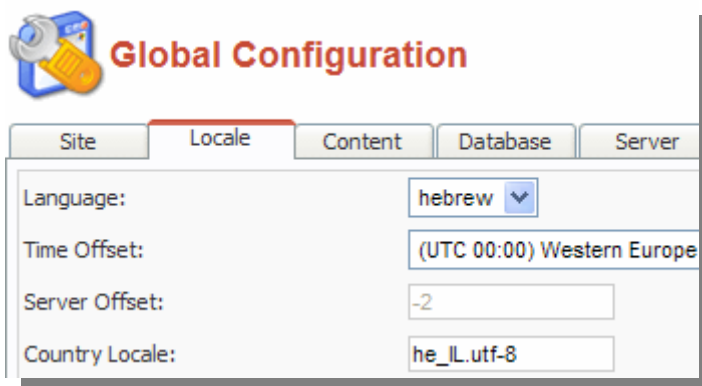 Global Configuration
Site Locale Content Database Server
Language: hebrew
Time Offset: (UTC 00:00) Western Europe
Server Offset: -2
Country Locale: he_IL.utf-8